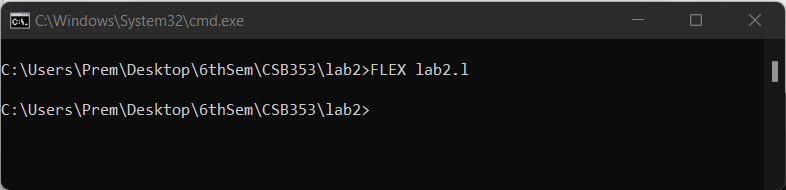 C:\Windows\System32\cmd.exe
C:\Users\Prem\Desktop\6thSem\CSB353\lab2>FLEX lab2.l
C:\Users\Prem\Desktop\6thSem\CSB353\lab2>